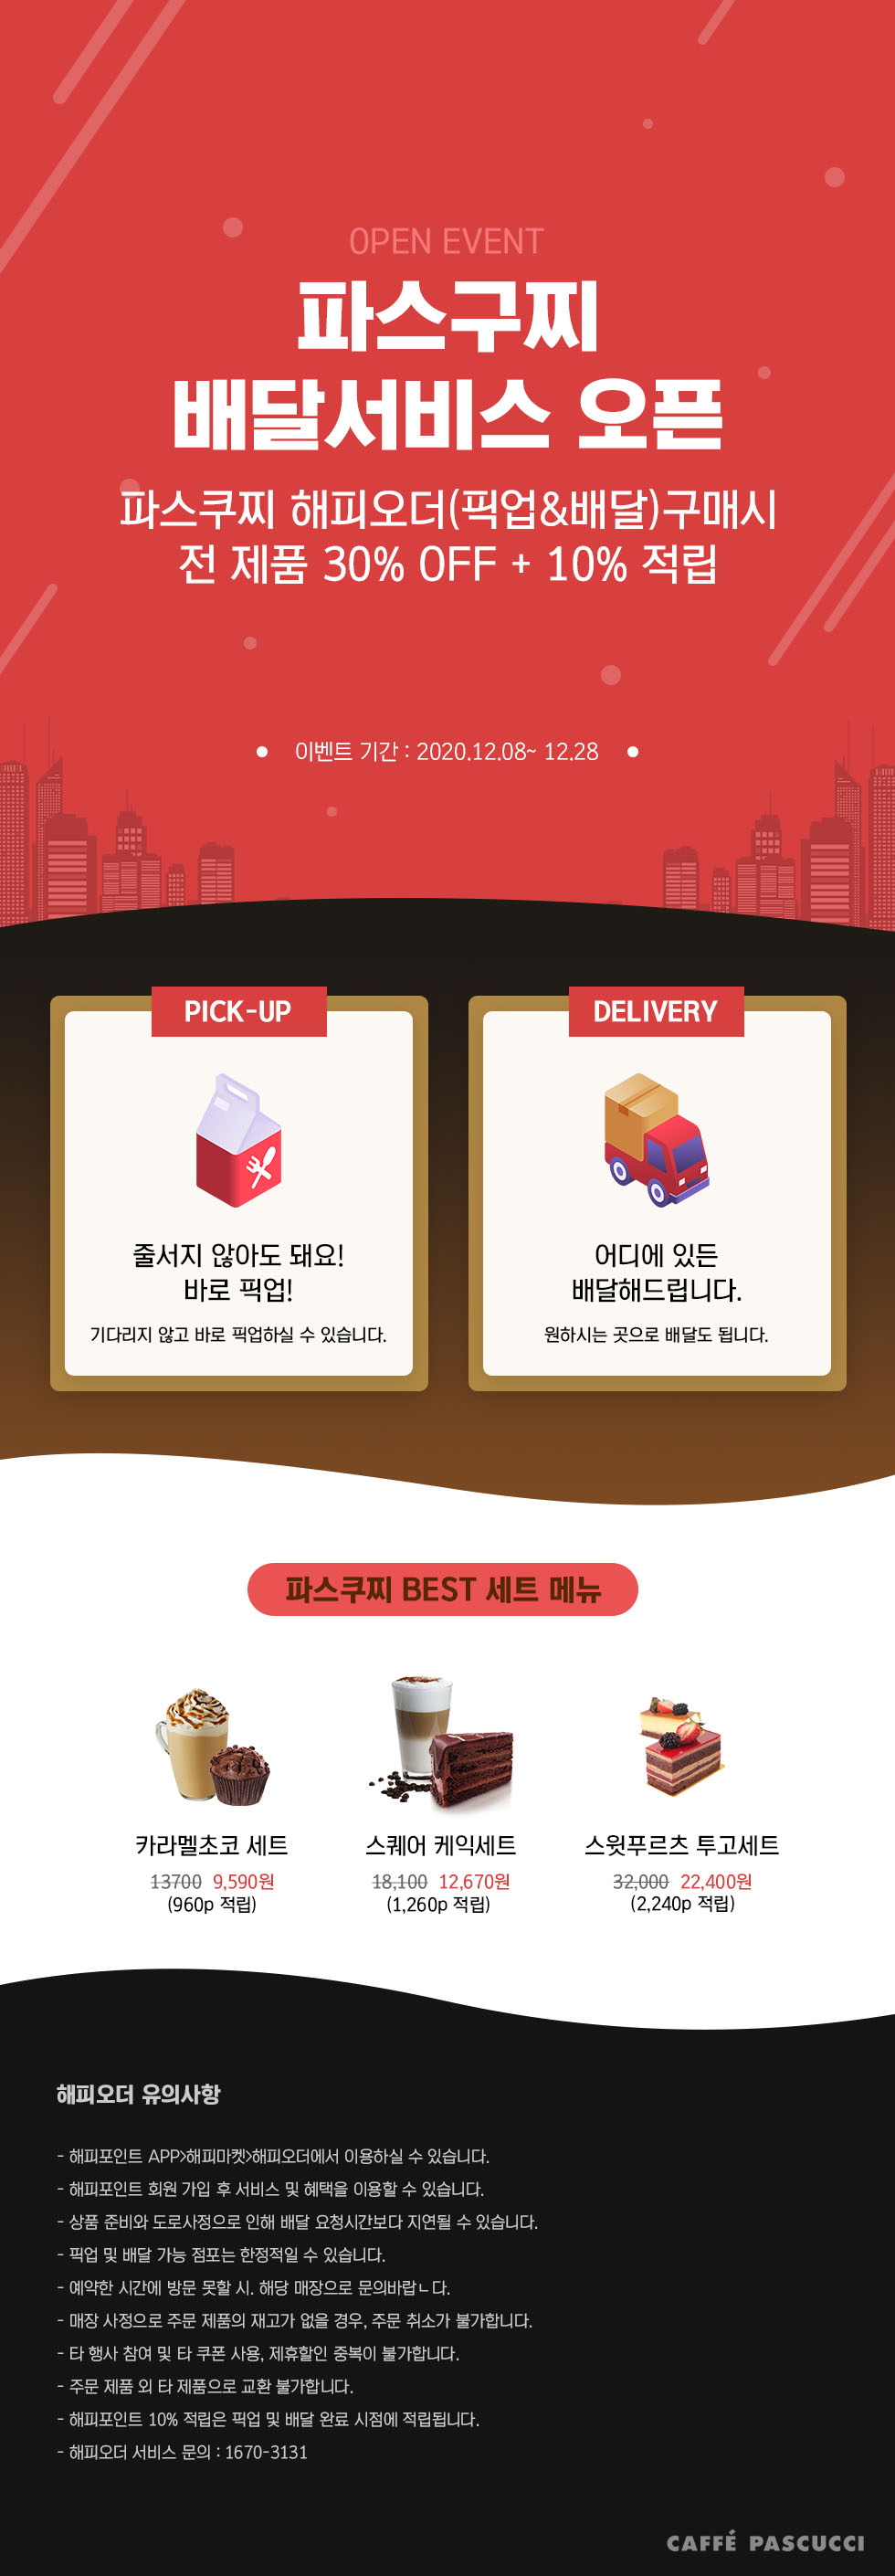 OPEN EVENT
파스구찌
배달서비스 오픈
파스쿠찌 해피오더(픽업&배달)구매시
전 제품 30% OFF + 10% 적립
이벤트 기간 : 2020.12.08~ 12.28
PICK-UP
줄서지 않아도 돼요!
바로 픽업!
기다리지 않고 바로 픽업하실 수 있습니다.
DELIVERY
어디에 있든
배달해드립니다.
원하시는 곳으로 배달도 됩니다.
파스쿠찌 BEST 세트 메뉴
카라멜초코 세트
13700 9,590원
(960p 적립)
스퀘어 케익세트
18,100 12,670원
(1,260p 적립)
스윗푸르츠 투고세트
32,000 22,400원
(2,240p 적립)
해피오더 유의사항
- 해피포인트 APP>해피마켓>해피오더에서 이용하실 수 있습니다.
- 해피포인트 회원 가입 후 서비스 및 혜택을 이용할 수 있습니다.
- 상품 준비와 도로사정으로 인해 배달 요청시간보다 지연될 수 있습니다.
- 픽업 및 배달 가능 점포는 한정적일 수 있습니다.
- 예약한 시간에 방문 못할 시. 해당 매장으로 문의바랍ㄴ다.
- 매장 사정으로 주문 제품의 재고가 없을 경우, 주문 취소가 불가합니다.
- 타 행사 참여 및 타 쿠폰 사용, 제휴할인 중복이 불가합니다.
- 주문 제품 외 타 제품으로 교환 불가합니다.
- 해피포인트 10% 적립은 픽업 및 배달 완료 시점에 적립됩니다.
- 해피오더 서비스 문의 : 1670-3131
CAFFÉ PASCUCCI